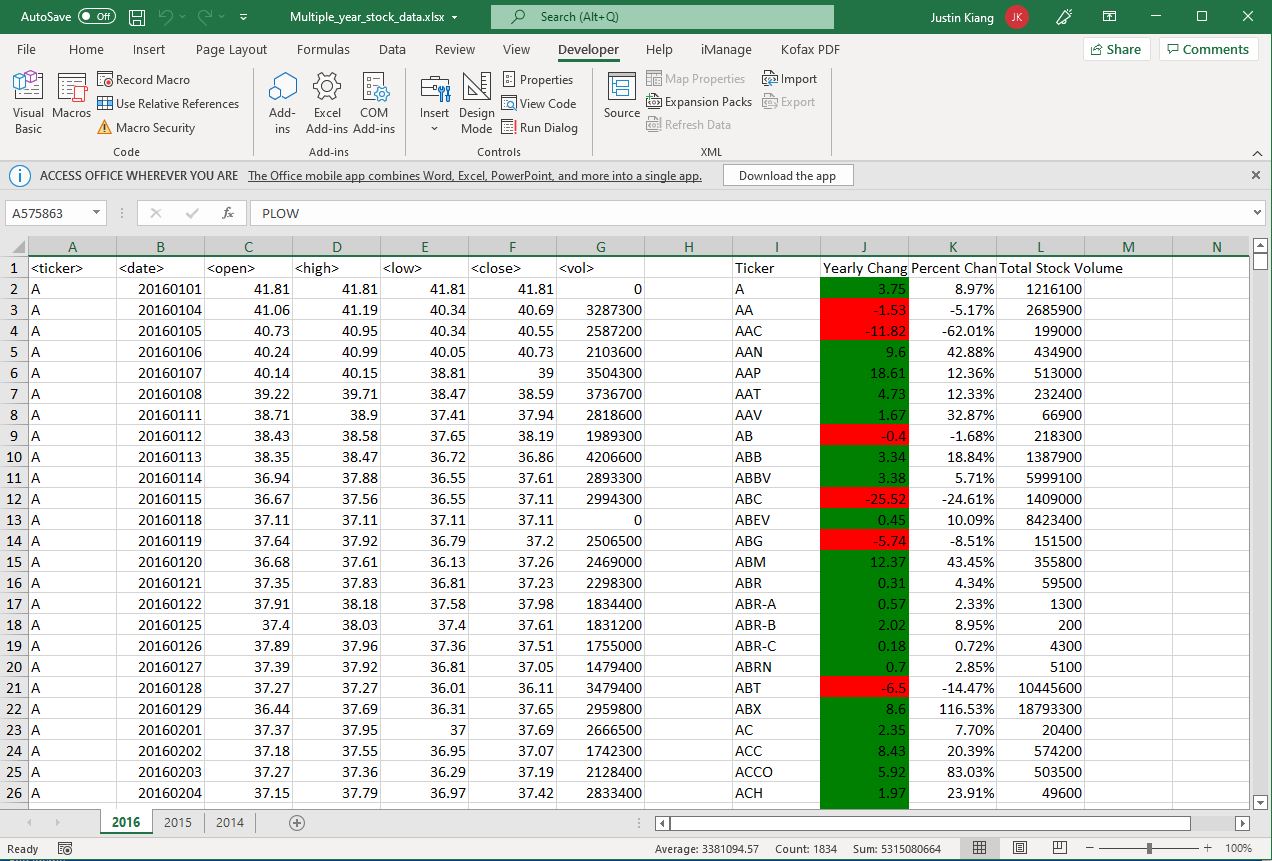 AutoSave Off Multiple_year_stock_data.xlsx Search (Alt+Q) Justin Kiang JK
File Home Insert Page Layout Formulas Data Review View Developer Help iManage Kofax PDF Share Comments
Visual Basic Macros Record Macro Use Relative References Macro Security
Add-ins Excel Add-ins COM Add-ins
Insert Design Mode Properties View Code Run Dialog
Source Map Properties Expansion Packs Refresh Data Import Export
Code Add-ins Controls XML
ACCESS OFFICE WHEREVER YOU ARE The Office mobile app combines Word, Excel, PowerPoint, and more into a single app. Download the app
A575863 fx PLOW
A B C D E F G H I J K L M N
1 <ticker> <date> <open> <high> <low> <close> <vol> Ticker Yearly Chang Percent Chan Total Stock Volume
2 A 20160101 41.81 41.81 41.81 41.81 0 A 3.75 8.97% 1216100
3 A 20160104 41.06 41.19 40.34 40.69 3287300 AA -1.53 -5.17% 2685900
4 A 20160105 40.73 40.95 40.34 40.55 2587200 AAC -11.82 -62.01% 199000
5 A 20160106 40.24 40.99 40.05 40.73 2103600 AAN 9.6 42.88% 434900
6 A 20160107 40.14 40.15 38.81 39 3504300 AAP 18.61 12.36% 513000
7 A 20160108 39.22 39.71 38.47 38.59 3736700 AAT 4.73 12.33% 232400
8 A 20160111 38.71 38.9 37.41 37.94 2818600 AAV 1.67 32.87% 66900
9 A 20160112 38.43 38.58 37.65 38.19 1989300 AB -0.4 -1.68% 218300
10 A 20160113 38.35 38.47 36.72 36.86 4206600 ABB 3.34 18.84% 1387900
11 A 20160114 36.94 37.88 36.55 37.61 2893300 ABBV 3.38 5.71% 5999100
12 A 20160115 36.67 37.56 36.55 37.11 2994300 ABC -25.52 -24.61% 1409000
13 A 20160118 37.11 37.11 37.11 37.11 0 ABEV 0.45 10.09% 8423400
14 A 20160119 37.64 37.92 36.79 37.2 2506500 ABG -5.74 -8.51% 151500
15 A 20160120 36.68 37.61 36.13 37.26 2469000 ABM 12.37 43.45% 355800
16 A 20160121 37.35 37.83 36.81 37.23 2298300 ABR 0.31 4.34% 59500
17 A 20160122 37.91 38.18 37.58 37.98 1834400 ABR-A 0.57 2.33% 1300
18 A 20160125 37.4 38.03 37.4 37.61 1831200 ABR-B 2.02 8.95% 200
19 A 20160126 37.89 37.96 37.36 37.51 1755000 ABR-C 0.18 0.72% 4300
20 A 20160127 37.39 37.92 36.81 37.05 1479400 ABRN 0.7 2.85% 5100
21 A 20160128 37.27 37.27 36.01 36.11 3479400 ABT -6.5 -14.47% 10445600
22 A 20160129 36.44 37.69 36.31 37.65 2959800 ABX 8.6 116.53% 18793300
23 A 20160201 37.37 37.95 37 37.69 2666500 AC 2.35 7.70% 20400
24 A 20160202 37.18 37.55 36.95 37.07 1742300 ACC 8.43 20.39% 574200
25 A 20160203 37.27 37.36 36.29 37.19 2128400 ACCO 5.92 83.03% 503500
26 A 20160204 37.15 37.79 36.97 37.42 2833400 ACH 1.97 23.91% 49600
2016 2015 2014
Ready Average: 3381094.57 Count: 1834 Sum: 5315080664 100%